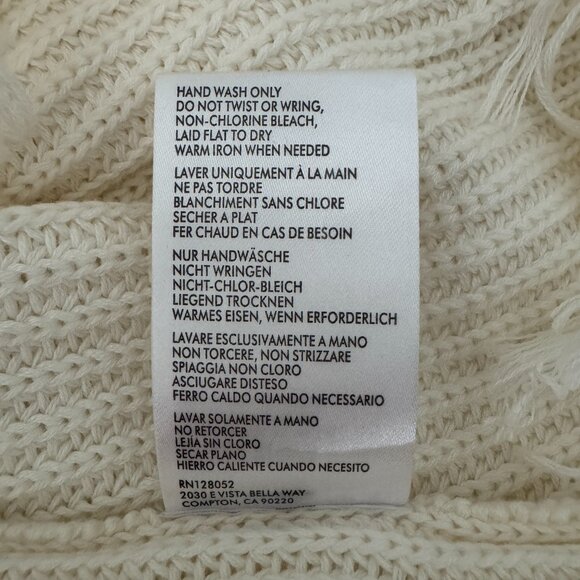 HAND WASH ONLY
DO NOT TWIST OR WRING,
NON-CHLORINE BLEACH,
LAID FLAT TO DRY
WARM IRON WHEN NEEDED
LAVER UNIQUEMENT À LA MAIN
NE PAS TORDRE
BLANCHIMENT SANS CHLORE
SECHER A PLAT
FER CHAUD EN CAS DE BESOIN
NUR HANDWÄSCHE
NICHT WRINGEN
NICHT-CHLOR-BLEICH
LIEGEND TROCKNEN
WARMES EISEN, WENN ERFORDERLICH
LAVARE ESCLUSIVAMENTE A MANO
NON TORCERE, NON STRIZZARE
SPIAGGIA NON CLORO
ASCIUGARE DISTESO
FERRO CALDO QUANDO NECESSARIO
LAVAR SOLAMENTE A MANO
NO RETORCER
LEJÍA SIN CLORO
SECAR PLANO
HIERRO CALIENTE CUANDO NECESITO
RN128052
2030 E VISTA BELLA WAY
COMPTON, CA 90220